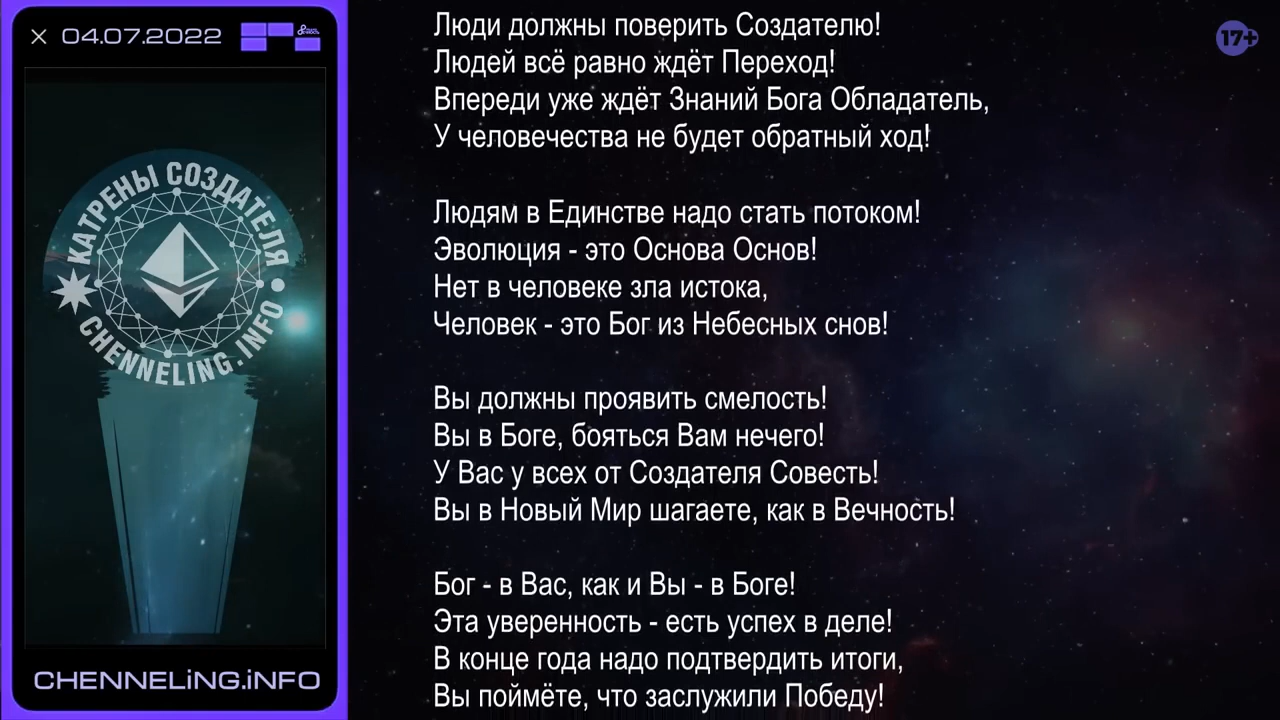 04.07.2022
КАТРЕНЫ СОЗДАТЕЛЯ
CHENNELING.INFO
CHENNELiNG.iNFO
Люди должны поверить Создателю!
Людей всё равно ждёт Переход!
Впереди уже ждёт Знаний Бога Обладатель,
У человечества не будет обратный ход!
Людям в Единстве надо стать потоком!
Эволюция - это Основа Основ!
Нет в человеке зла истока,
Человек - это Бог из Небесных снов!
Вы должны проявить смелость!
Вы в Боге, бояться Вам нечего!
У Вас у всех от Создателя Совесть!
Вы в Новый Мир шагаете, как в Вечность!
Бог - в Вас, как и Вы - в Боге!
Эта уверенность - есть успех в деле!
В конце года надо подтвердить итоги,
Вы поймёте, что заслужили Победу!
17+